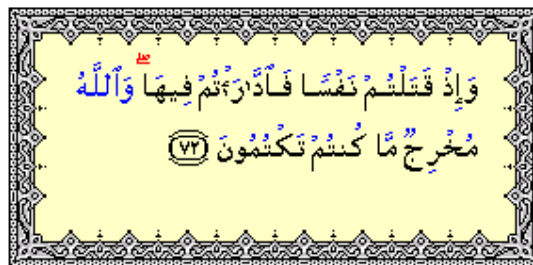 وَإِذْ قَتَلْتُمْ نَفْسًا فَٱدَّٰرَْٰٔتُمْ فِيهَا ۖ وَٱللَّهُ
مُخْرِجٌ مَّا كُنتُمْ تَكْتُمُونَ ﴿٧٢﴾